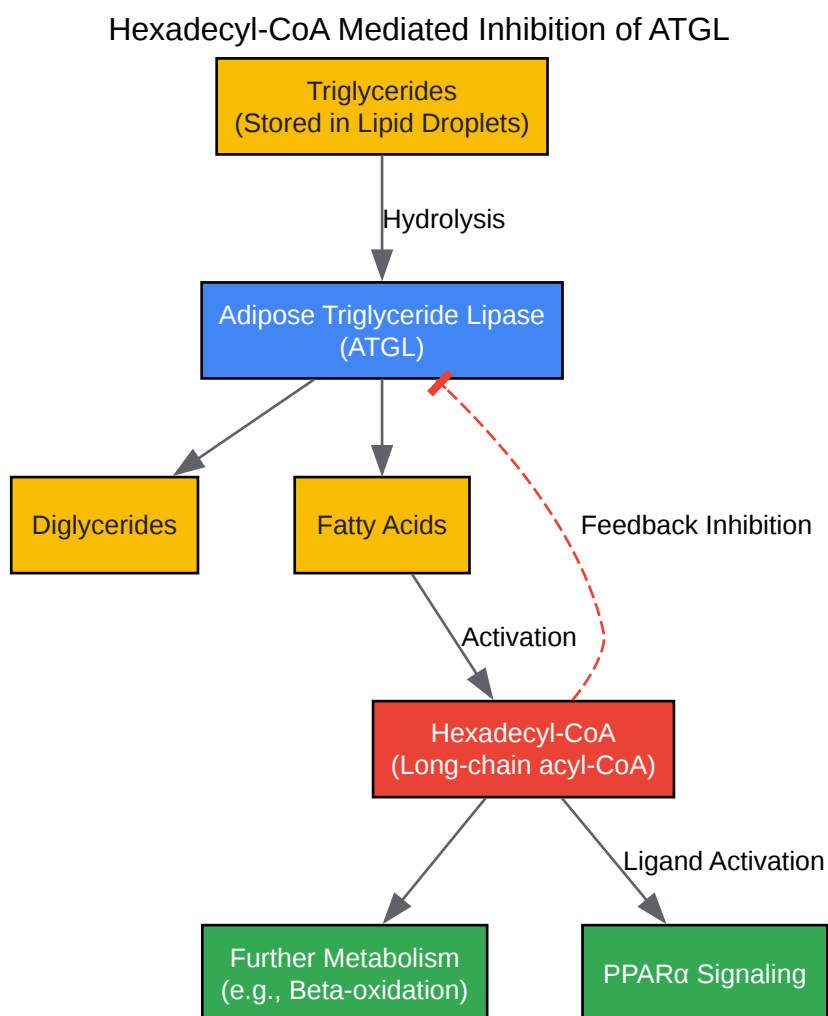 Hexadecyl-CoA Mediated Inhibition of ATGL
Triglycerides
(Stored in Lipid Droplets)
Hydrolysis
Adipose Triglyceride Lipase
(ATGL)
Diglycerides
Fatty Acids
Feedback Inhibition
Activation
Hexadecyl-CoA
(Long-chain acyl-CoA)
Ligand Activation
Further Metabolism
(e.g., Beta-oxidation)
PPARα Signaling